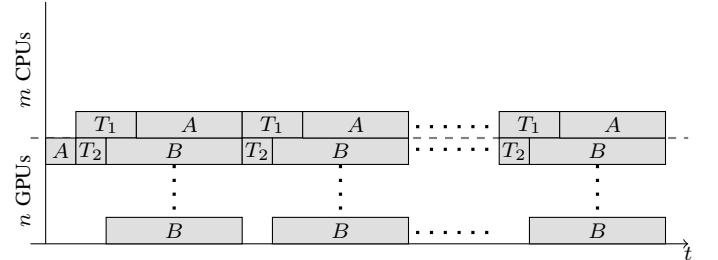 m CPUs
T₁ A T₁ A T₁ A
A T₂ B T₂ B T₂ B
n GPUs
B B B
t